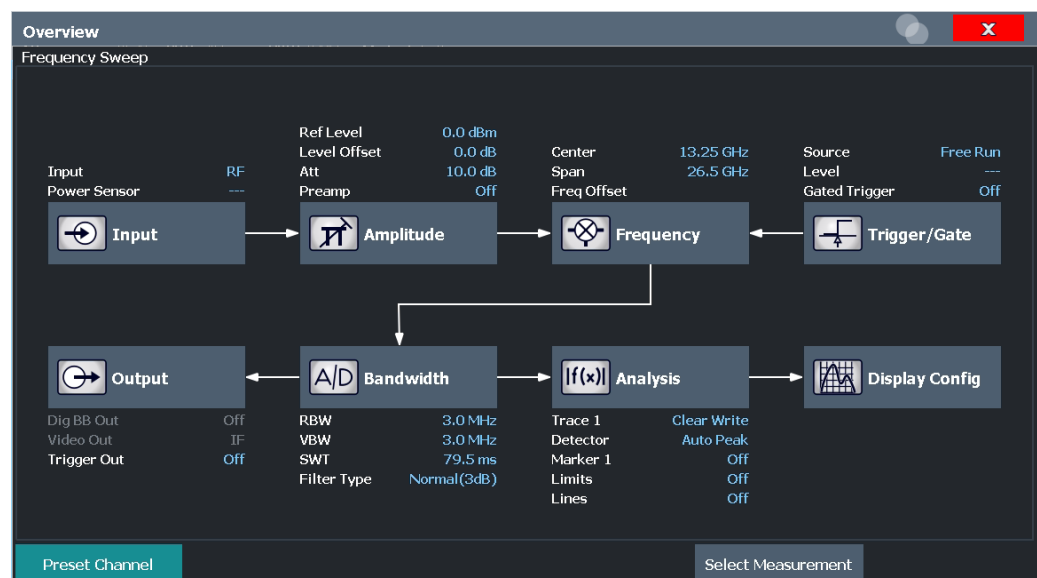 Overview
X
Frequency Sweep
Input RF
Power Sensor ---
Input
Ref Level 0.0 dBm
Level Offset 0.0 dB
Att 10.0 dB
Preamp Off
Amplitude
Center 13.25 GHz
Span 26.5 GHz
Freq Offset
Frequency
Source Free Run
Level ---
Gated Trigger Off
Trigger/Gate
Output
Dig BB Out Off
Video Out IF
Trigger Out Off
A/D Bandwidth
RBW 3.0 MHz
VBW 3.0 MHz
SWT 79.5 ms
Filter Type Normal(3dB)
|f(x)| Analysis
Trace 1 Clear Write
Detector Auto Peak
Marker 1 Off
Limits Off
Lines Off
Display Config
Preset Channel
Select Measurement